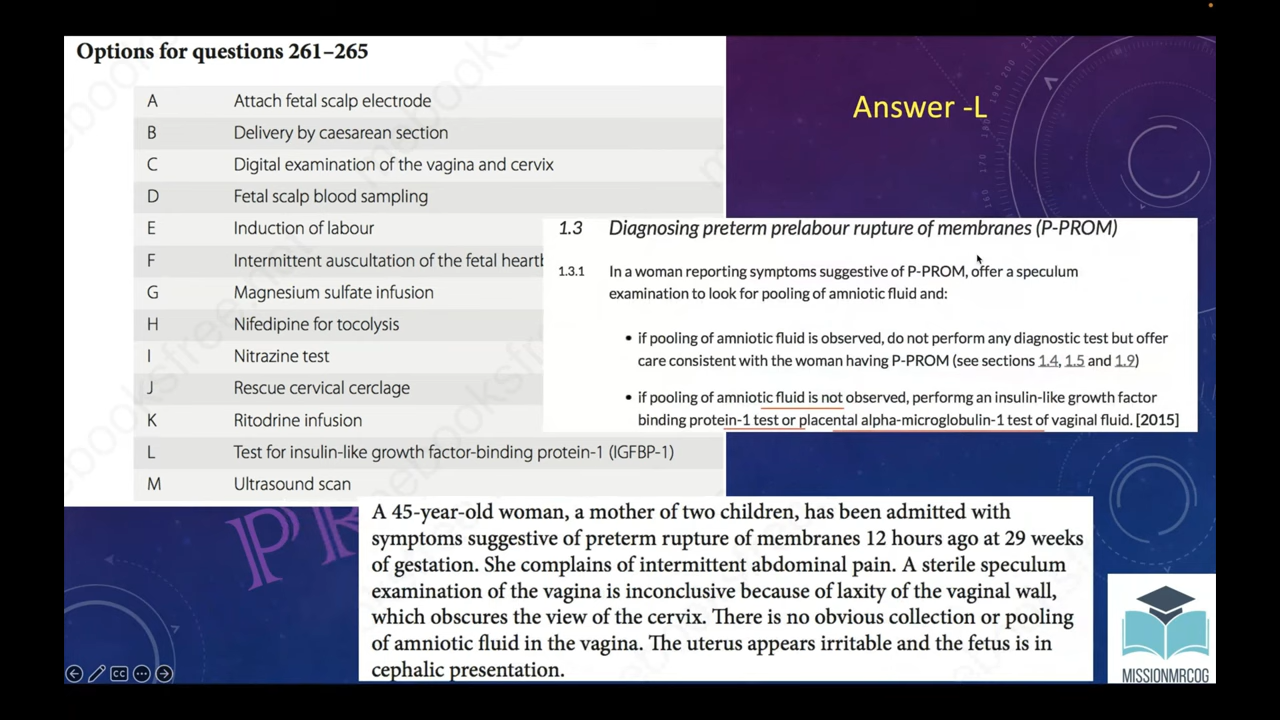 Options for questions 261–265
A Attach fetal scalp electrode
B Delivery by caesarean section
C Digital examination of the vagina and cervix
D Fetal scalp blood sampling
E Induction of labour
F Intermittent auscultation of the fetal
G Magnesium sulfate infusion
H Nifedipine for tocolysis
I Nitrazine test
J Rescue cervical cerclage
K Ritodrine infusion
L Test for insulin-like growth factor-binding protein-1 (IGFBP-1)
M Ultrasound scan
Answer -L
1.3 Diagnosing preterm prelabour rupture of membranes (P-PROM)
1.3.1 In a woman reporting symptoms suggestive of P-PROM, offer a speculum
examination to look for pooling of amniotic fluid and:
• if pooling of amniotic fluid is observed, do not perform any diagnostic test but offer
care consistent with the woman having P-PROM (see sections 1.4, 1.5 and 1.9)
• if pooling of amniotic fluid is not observed, performg an insulin-like growth factor
binding protein-1 test or placental alpha-microglobulin-1 test of vaginal fluid. [2015]
A 45-year-old woman, a mother of two children, has been admitted with
symptoms suggestive of preterm rupture of membranes 12 hours ago at 29 weeks
of gestation. She complains of intermittent abdominal pain. A sterile speculum
examination of the vagina is inconclusive because of laxity of the vaginal wall,
which obscures the view of the cervix. There is no obvious collection or pooling
of amniotic fluid in the vagina. The uterus appears irritable and the fetus is in
cephalic presentation.
CC
MISSIONMRCOG